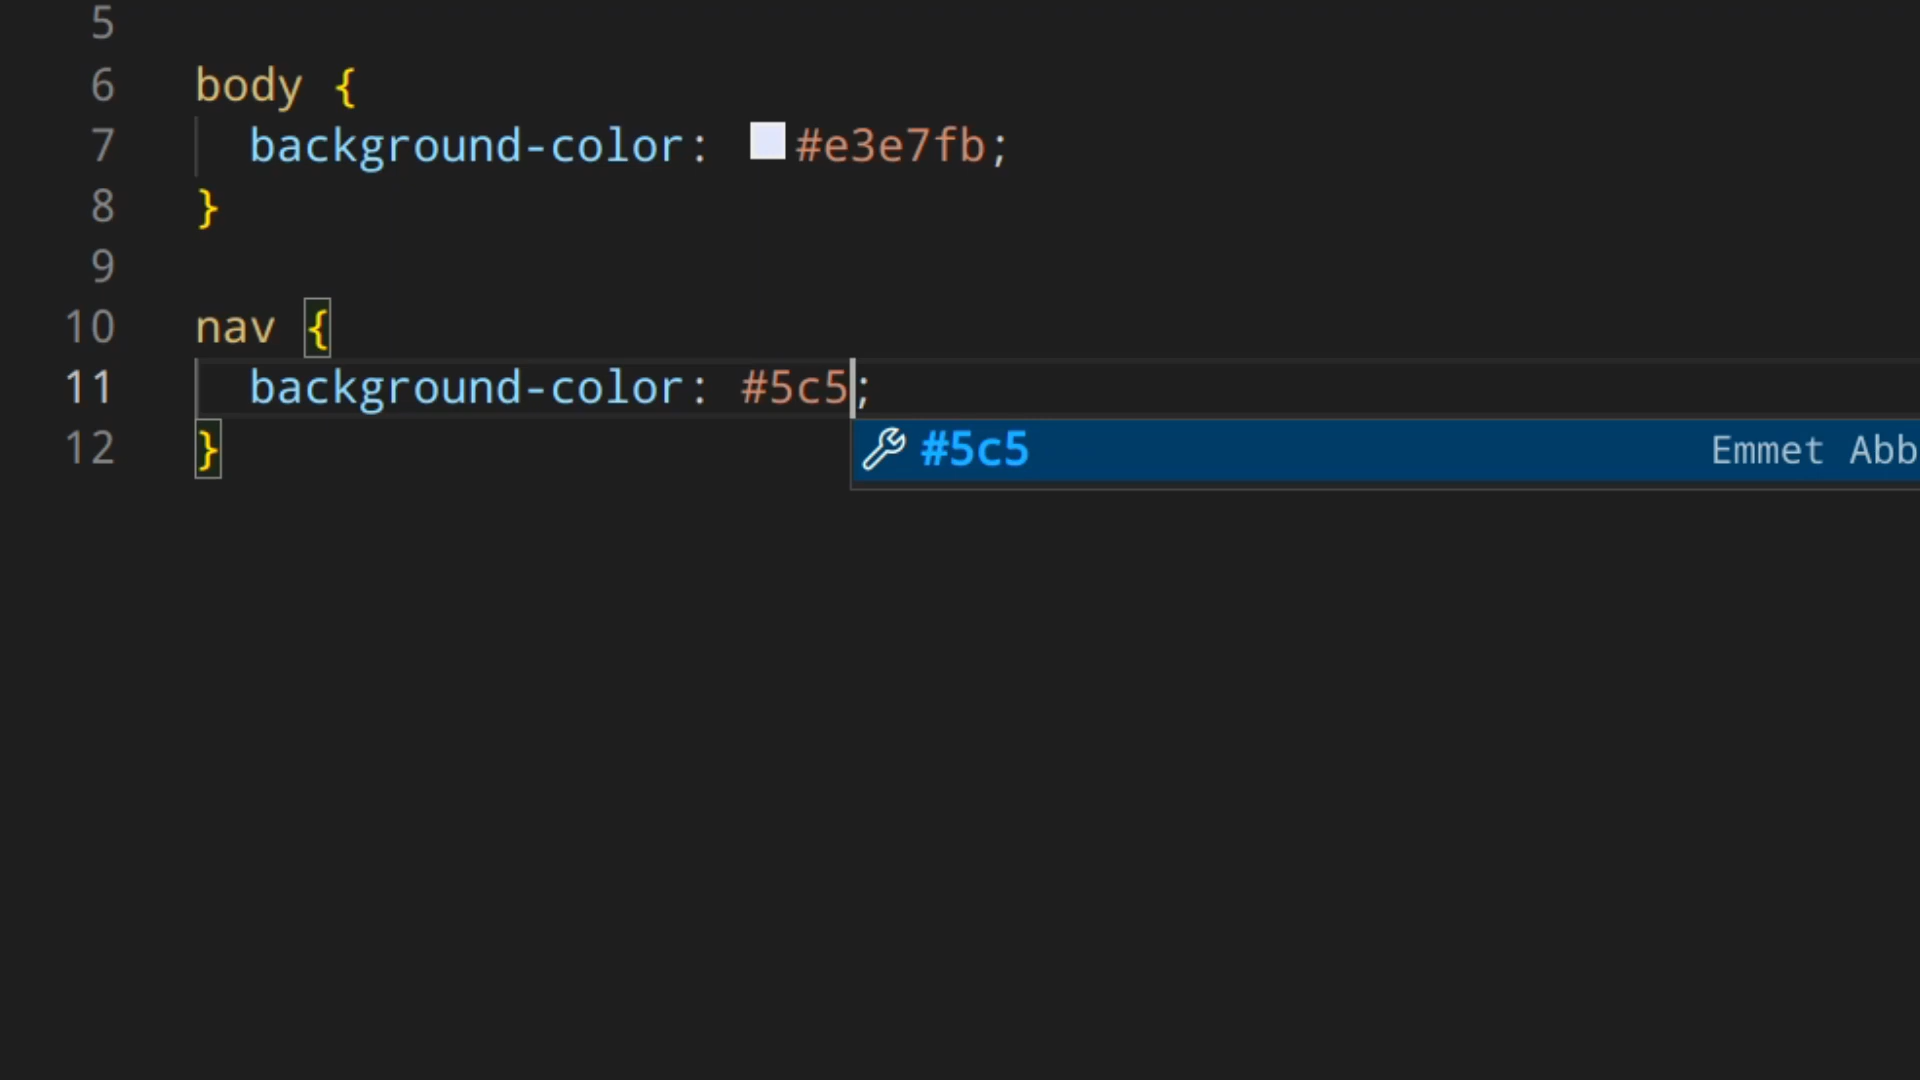 5
6 body {
7 background-color: #e3e7fb;
8 }
9
10 nav {
11 background-color: #5c5;
12 }
#5c5 Emmet Abb